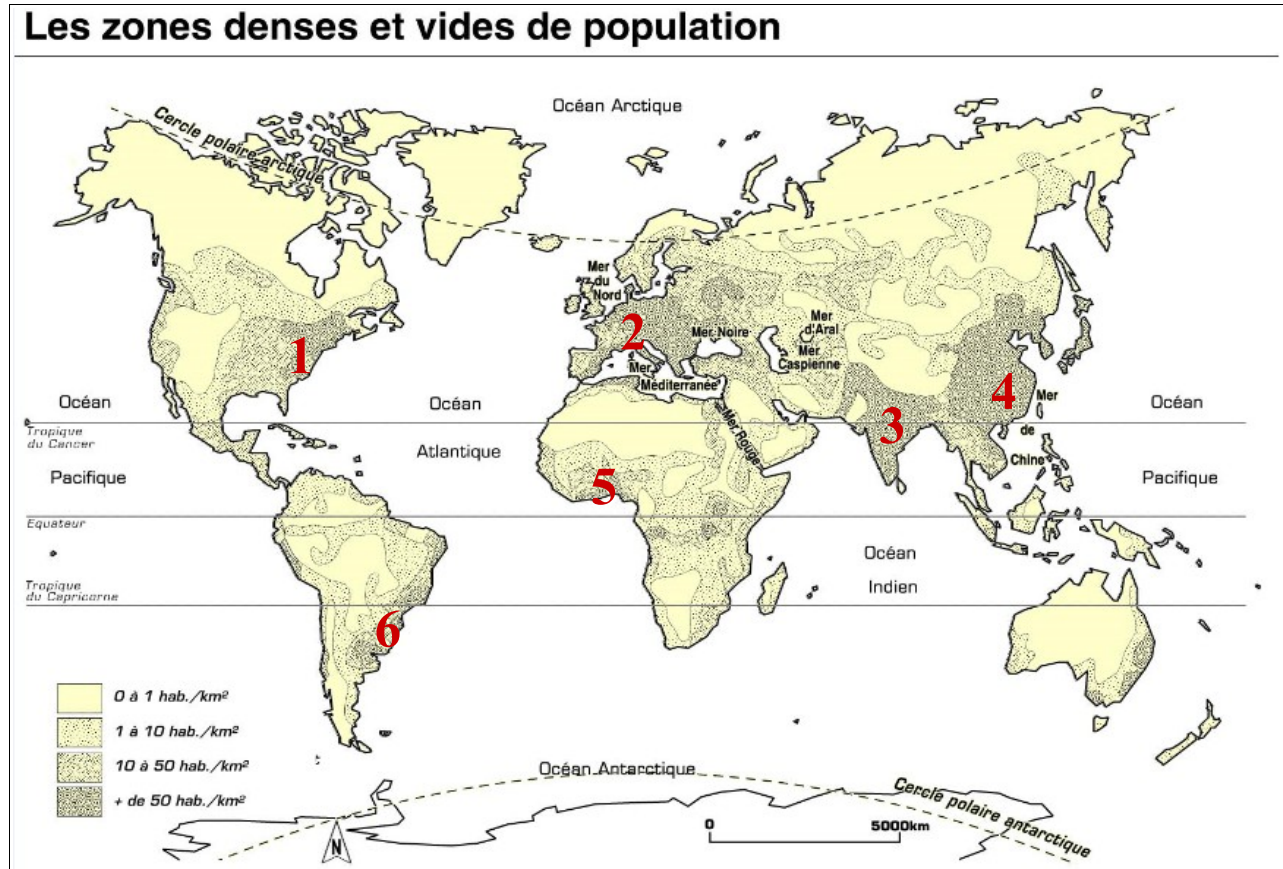 Les zones denses et vides de population
Océan Arctique
Cercle polaire arctique
Mer
du
Nord
2
1
Mer Noire
Mer
d'Aral
Mer
Caspienne
Mer
Méditerranée
4
Océan
Océan
Mer
Océan
Tropique
du Cancer
3
de
Atlantique
Mer Rouge
Chine
Pacifique
5
Pacifique
Equateur
Océan
Tropique
du Capricorne
Indien
6
0 à 1 hab./km²
1 à 10 hab./km²
10 à 50 hab./km²
+ de 50 hab./km²
Océan Antarctique
Cercle polaire antarctique
0
5000km
N